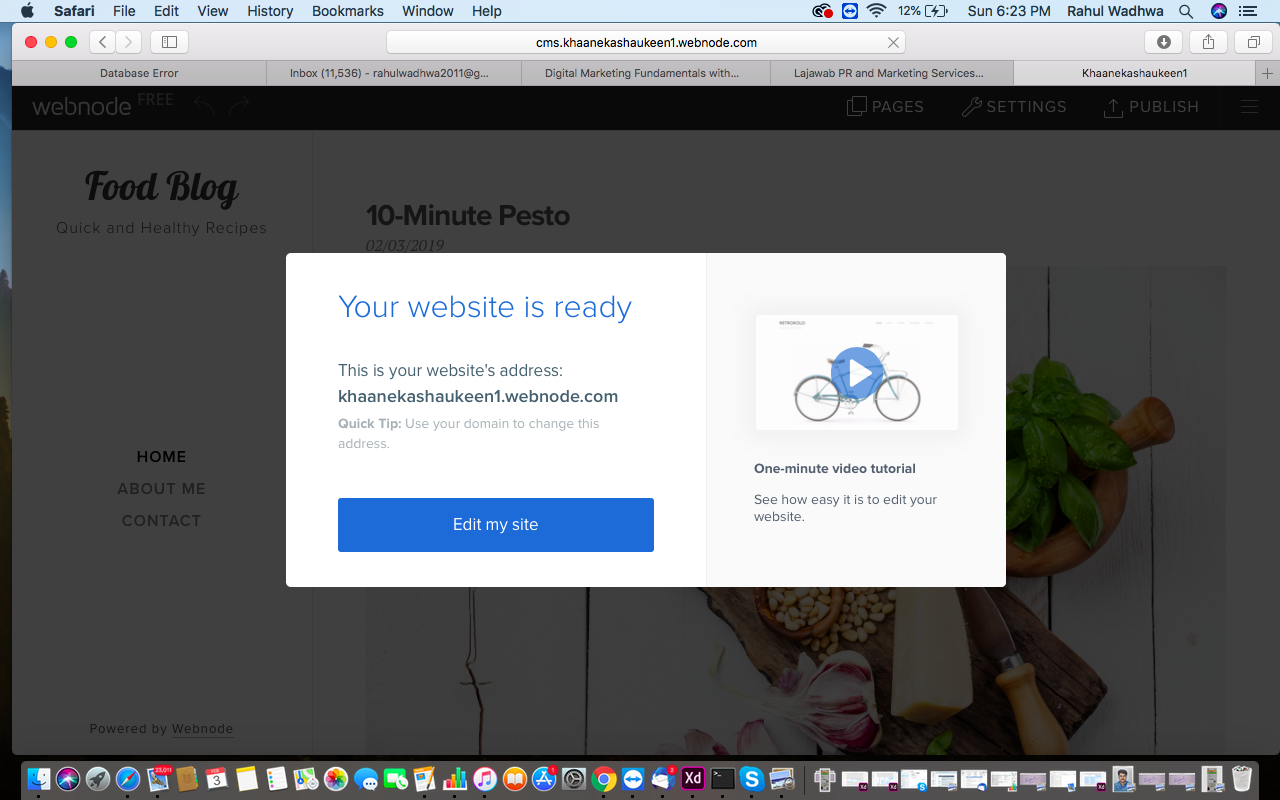 Safari File Edit View History Bookmarks Window Help 12% Sun 6:23 PM Rahul Wadhwa
cms.khaanekashaukeen1.webnode.com
Database Error Inbox (11,536) - rahulwadhwa2011@g... Digital Marketing Fundamentals with... Lajawab PR and Marketing Services... Khaanekashaukeen1
webnode FREE PAGES SETTINGS PUBLISH
Food Blog
Quick and Healthy Recipes
HOME
ABOUT ME
CONTACT
Powered by Webnode
10-Minute Pesto
02/03/2019
Your website is ready
This is your website's address:
khaanekashaukeen1.webnode.com
Quick Tip: Use your domain to change this
address.
Edit my site
One-minute video tutorial
See how easy it is to edit your
website.